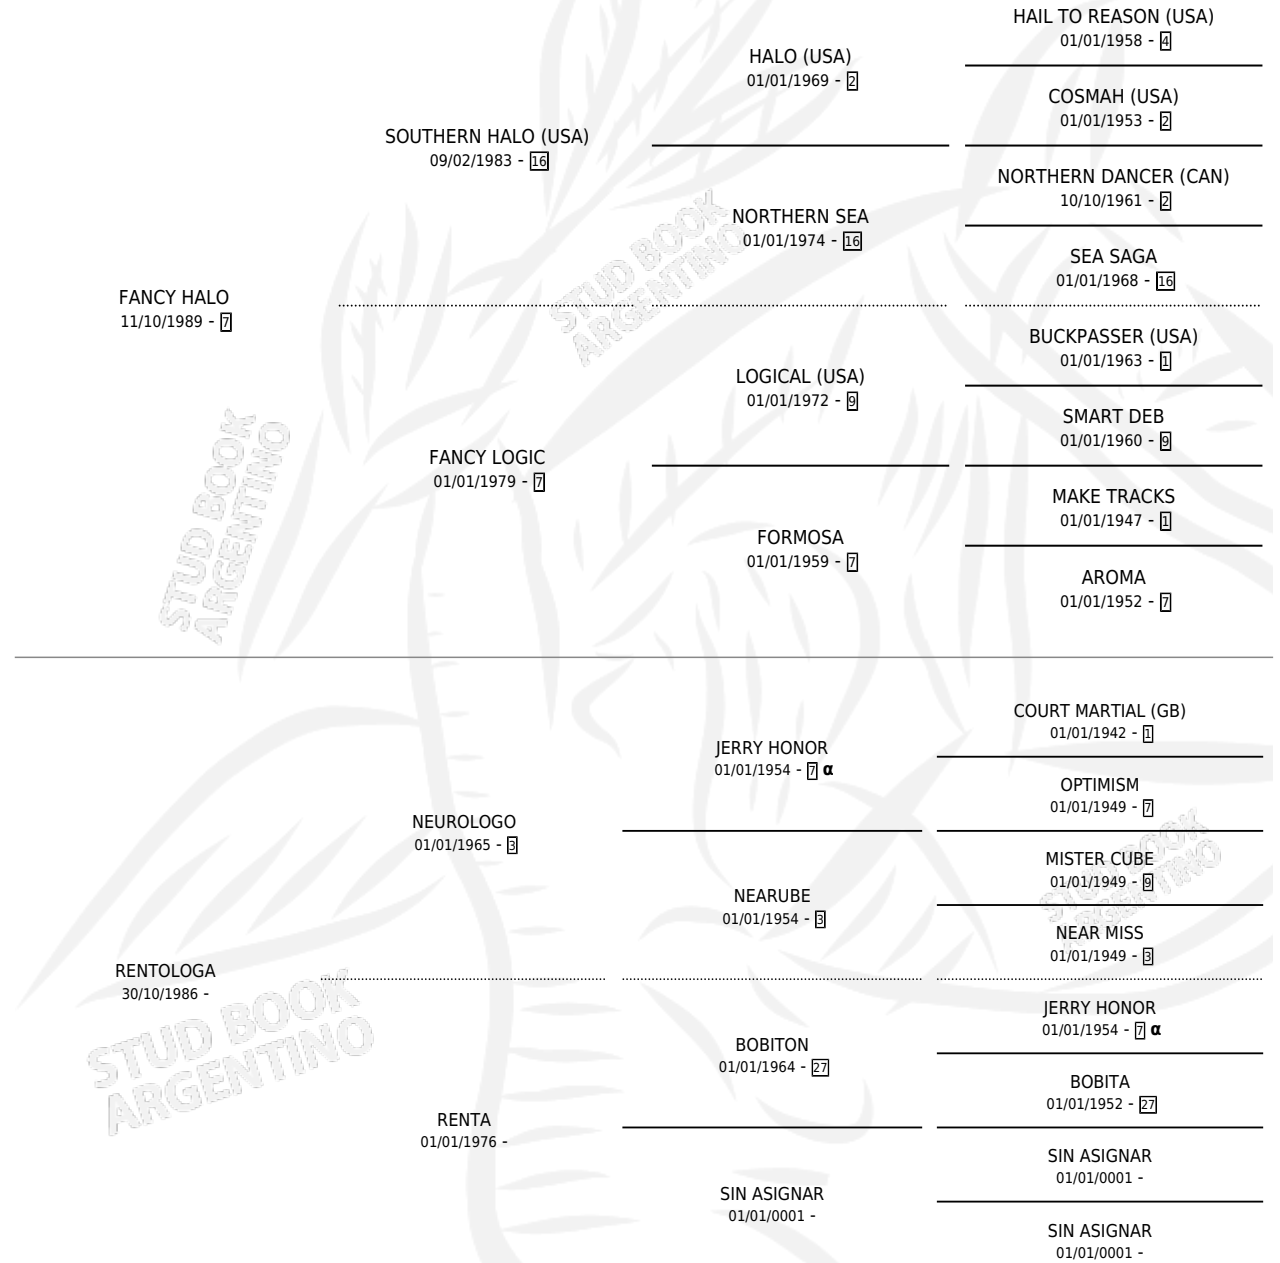 HAIL TO REASON (USA)
01/01/1958 - 4
HALO (USA)
01/01/1969 - 2
COSMAH (USA)
01/01/1953 - 2
SOUTHERN HALO (USA)
09/02/1983 - 16
NORTHERN DANCER (CAN)
10/10/1961 - 2
NORTHERN SEA
01/01/1974 - 16
SEA SAGA
01/01/1968 - 16
FANCY HALO
11/10/1989 - 7
BUCKPASSER (USA)
01/01/1963 - 1
LOGICAL (USA)
01/01/1972 - 9
SMART DEB
01/01/1960 - 9
FANCY LOGIC
01/01/1979 - 7
MAKE TRACKS
01/01/1947 - 1
FORMOSA
01/01/1959 - 7
AROMA
01/01/1952 - 7
COURT MARTIAL (GB)
01/01/1942 - 1
JERRY HONOR
01/01/1954 - 7 α
OPTIMISM
01/01/1949 - 7
NEUROLOGO
01/01/1965 - 3
MISTER CUBE
01/01/1949 - 9
NEARUBE
01/01/1954 - 3
NEAR MISS
01/01/1949 - 3
RENTOLOGA
30/10/1986 -
JERRY HONOR
01/01/1954 - 7 α
BOBITON
01/01/1964 - 27
BOBITA
01/01/1952 - 27
RENTA
01/01/1976 -
SIN ASIGNAR
01/01/0001 -
SIN ASIGNAR
01/01/0001 -
SIN ASIGNAR
01/01/0001 -
STUD BOOK
ARGENTINO
STUD BOOK
ARGENTINO
STUD BOOK
ARGENTINO
STUD BOOK
ARGENTINO